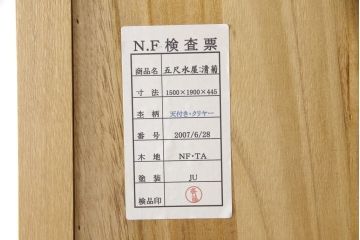 N.F 検査票
商品名 五尺水屋:清菊
寸法 1500×1900×445
杢柄 天付き・クリヤー
番号 2007/6/28
木地 NF・TA
塗装 JU
検品印